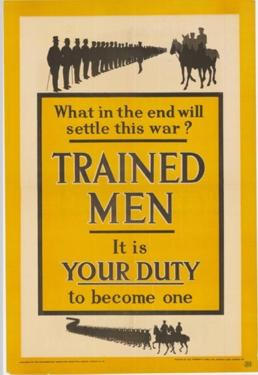 What in the end will
settle this war?
TRAINED
MEN
It is
YOUR DUTY
to become one